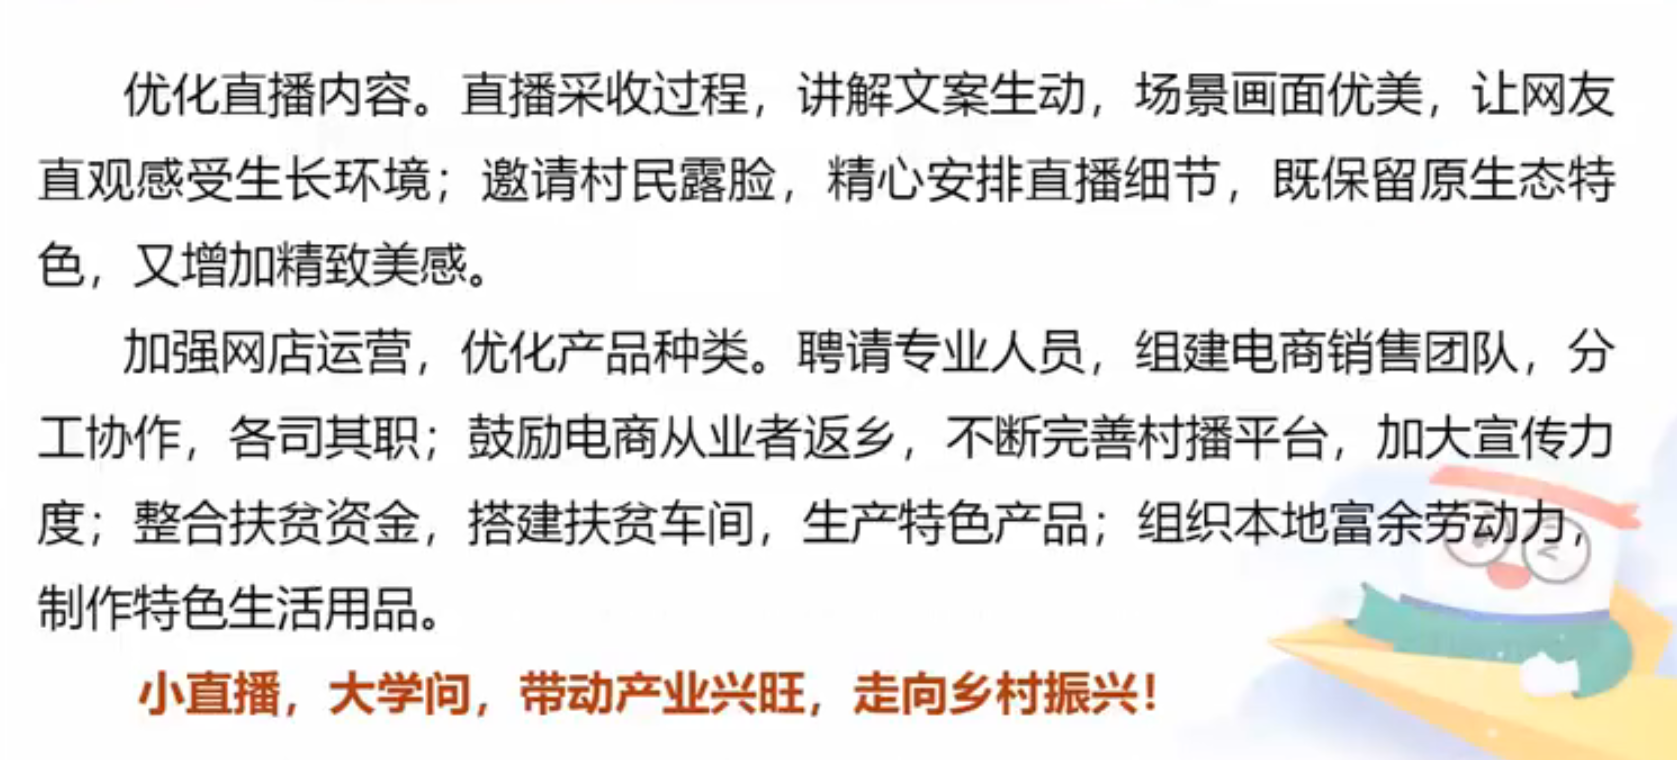 优化直播内容。直播采收过程，讲解文案生动，场景画面优美，让网友
直观感受生长环境；邀请村民露脸，精心安排直播细节，既保留原生态特
色，又增加精致美感。
加强网店运营，优化产品种类。聘请专业人员，组建电商销售团队，分
工协作，各司其职；鼓励电商从业者返乡，不断完善村播平台，加大宣传力
度；整合扶贫资金，搭建扶贫车间，生产特色产品；组织本地富余劳动力，
制作特色生活用品。
小直播，大学问，带动产业兴旺，走向乡村振兴！